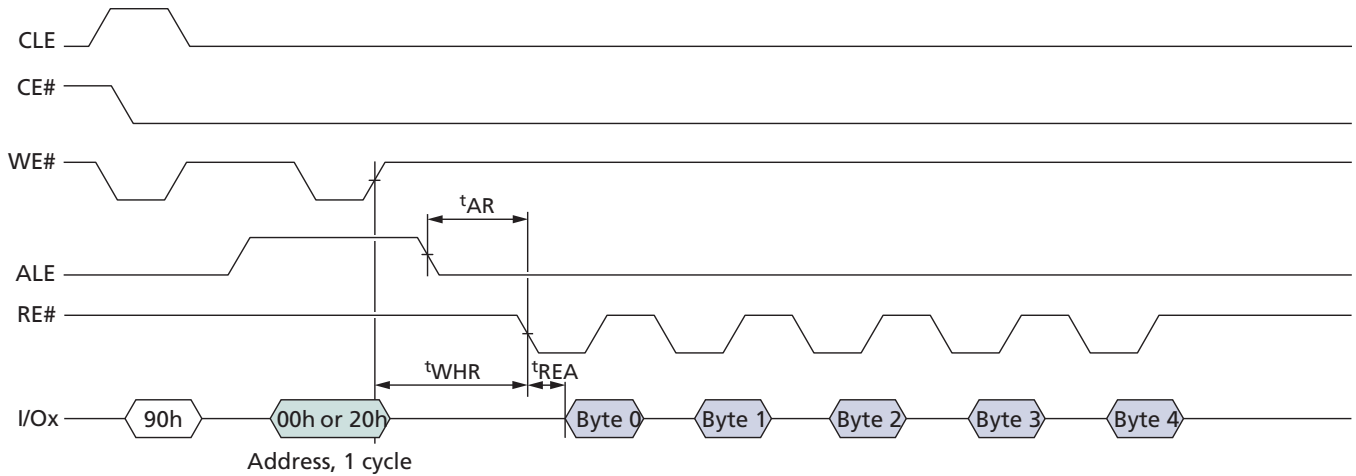 CLE
CE#
WE#
tAR
ALE
RE#
tWHR
tREA
I/Ox
90h
00h or 20h
Byte 0
Byte 1
Byte 2
Byte 3
Byte 4
Address, 1 cycle